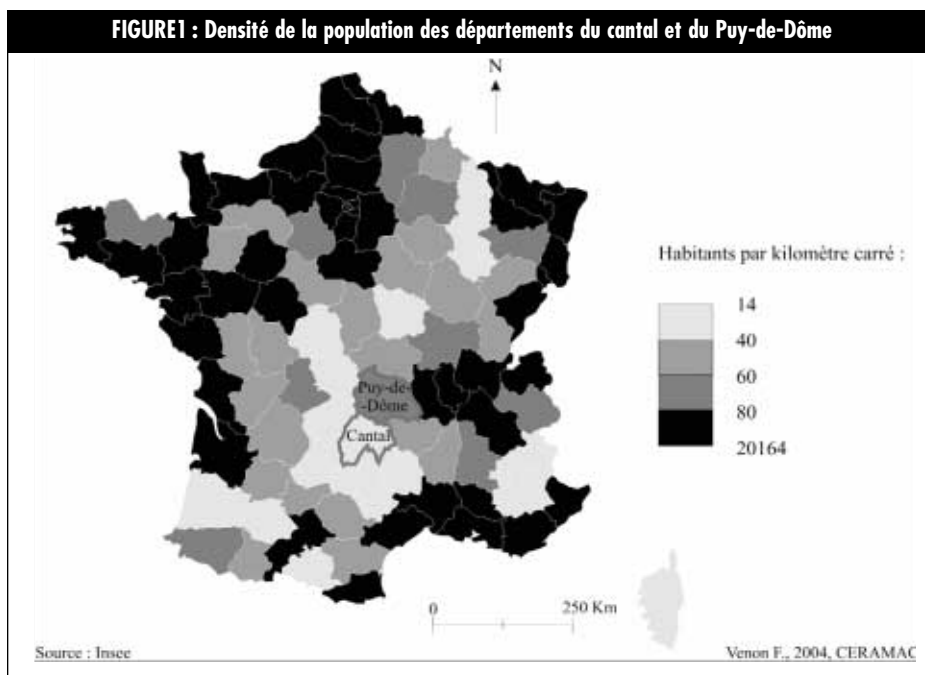 FIGURE1 : Densité de la population des départements du cantal et du Puy-de-Dôme
N
Habitants par kilomètre carré :
14
40
60
80
20164
Puy-de-
-Dôme
Cantal
0
250 Km
Source : Insee
Venon F., 2004, CERAMAC